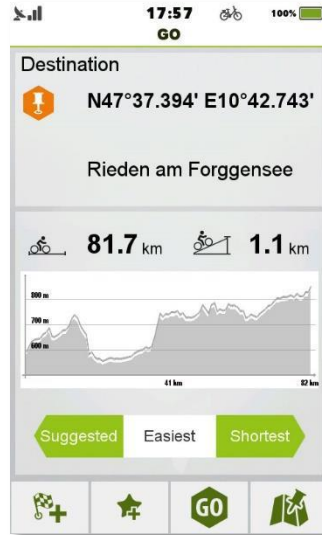 17:57 100%
GO
Destination
N47°37.394' E10°42.743'
Rieden am Forggensee
81.7 km 1.1 km
800 m
700 m
600 m
41 km 82 km
Suggested Easiest Shortest
GO